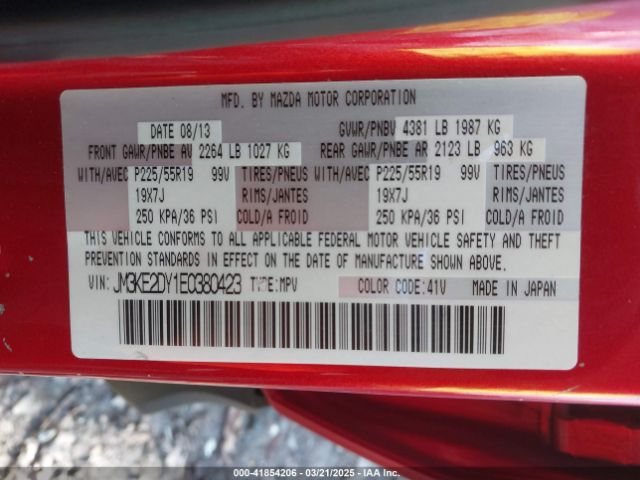 MFD. BY MAZDA MOTOR CORPORATION
DATE 08/13 GVWR/PNBV 4381 LB 1987 KG
FRONT GAWR/PNBE AV 2264 LB 1027 KG REAR GAWR/PNBE AR 2123 LB 963 KG
WITH/AVEC P225/55R19 99V TIRES/PNEUS WITH/AVEC P225/55R19 99V TIRES/PNEUS
19X7J RIMS/JANTES 19X7J RIMS/JANTES
250 KPA/36 PSI COLD/A FROID 250 KPA/36 PSI COLD/A FROID
THIS VEHICLE CONFORMS TO ALL APPLICABLE FEDERAL MOTOR VEHICLE SAFETY AND THEFT
PREVENTION STANDARDS IN EFFECT ON THE DATE OF MANUFACTURE SHOWN ABOVE.
VIN: JM3KE2DY1E0380423 TYPE:MPV COLOR CODE:41V MADE IN JAPAN
000-41854206 - 03/21/2025 - IAA Inc.